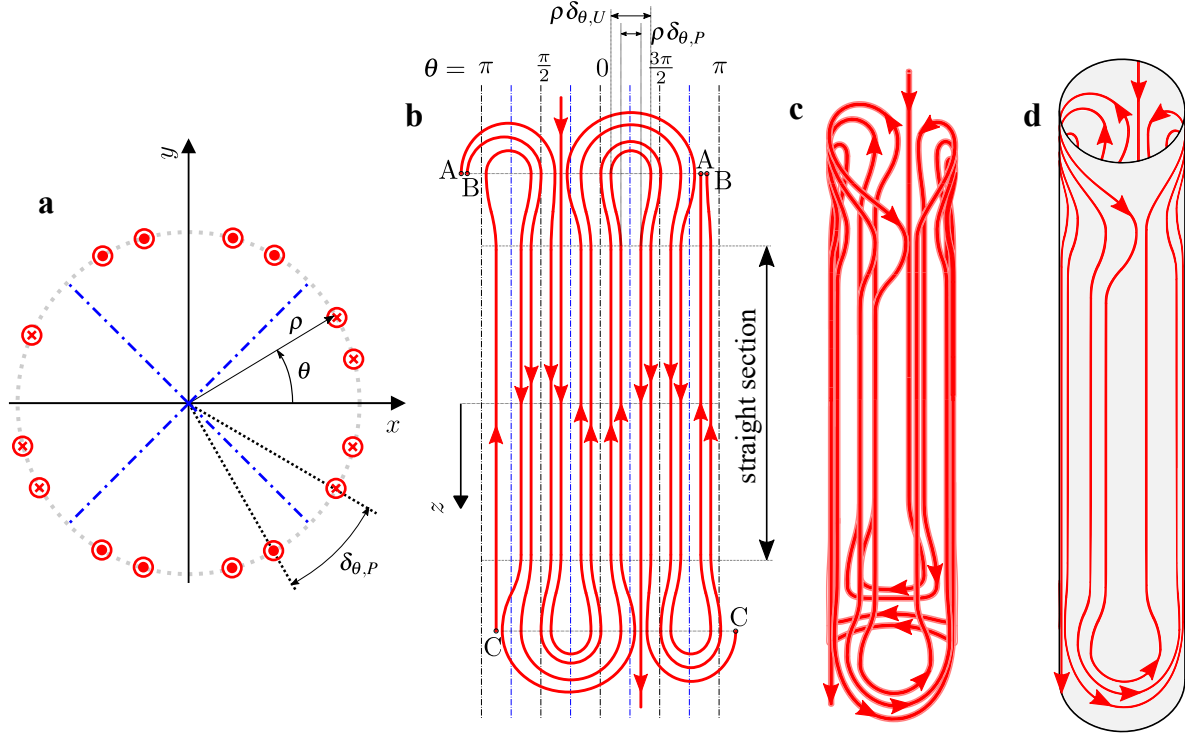 a
y
x
ρ
θ
δθ,P
b
ρ δθ,U
ρ δθ,P
θ = π π/2 0 3π/2 π
A
B
A
B
C
C
z
straight section
c
d